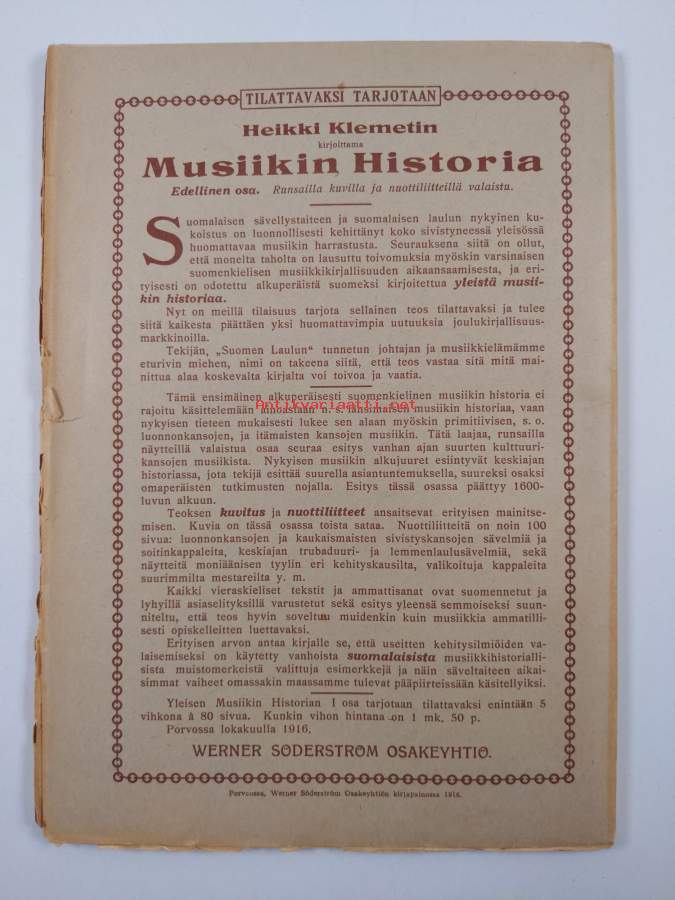 TILATTAVAKSI TARJOTAAN
Heikki Klemetin
kirjoittama
Musiikin Historia
Edellinen osa. Runsailla kuvilla ja nuottiliitteillä valaistu.
Suomalaisen sävellystaiteen ja suomalaisen laulun nykyinen ku-
koistus on luonnollisesti kehittänyt koko sivistyneessä yleisössä
huomattavaa musiikin harrastusta. Seurauksena siitä on ollut,
että monelta taholta on lausuttu toivomuksia myöskin varsinaisen
suomenkielisen musiikkikirjallisuuden aikaansaamisesta, ja eri-
tyisesti on odotettu alkuperäistä suomeksi kirjoitettua yleistä musii-
kin historiaa.
Nyt on meillä tilaisuus tarjota sellainen teos tilattavaksi ja tulee
siitä kaikesta päättäen yksi huomattavimpia uutuuksia joulukirjallisuus-
markkinoilla.
Tekijän, „Suomen Laulun“ tunnetun johtajan ja musiikkielämämme
eturivin miehen, nimi on takeena siitä, että teos vastaa sitä mitä mai-
nittua alaa koskevalta kirjalta voi toivoa ja vaatia.
Tämä ensimäinen alkuperäisesti suomenkielinen musiikin historia ei
Antikvariaatti.net
rajoitu käsittelemään ainoastaan n. s. länsimaisen musiikin historiaa, vaan
nykyisen tieteen mukaisesti lukee sen alaan myöskin primitiivisen, s. o.
luonnonkansojen, ja itämaisten kansojen musiikin. Tätä laajaa, runsailla
näytteillä valaistua osaa seuraa esitys vanhan ajan suurten kulttuuri-
kansojen musiikista. Nykyisen musiikin alkujuuret esiintyvät keskiajan
historiassa, jota tekijä esittää suurella asiantuntemuksella, suureksi osaksi
omaperäisten tutkimusten nojalla. Esitys tässä osassa päättyy 1600-
luvun alkuun.
Teoksen kuvitus ja nuottiliitteet ansaitsevat erityisen mainitse-
misen. Kuvia on tässä osassa toista sataa. Nuottiliitteitä on noin 100
sivua: luonnonkansojen ja kaukaismaisten sivistyskansojen sävelmiä ja
soitinkappaleita, keskiajan trubaduuri- ja lemmenlaulusävelmiä, sekä
näytteitä moniäänisen tyylin eri kehityskausilta, valikoituja kappaleita
suurimmilta mestareilta y. m.
Kaikki vieraskieliset tekstit ja ammattisanat ovat suomennetut ja
lyhyillä asiaselityksillä varustetut sekä esitys yleensä semmoiseksi suun-
niteltu, että teos hyvin soveltuu muidenkin kuin musiikkia ammatilli-
sesti opiskelleitten luettavaksi.
Erityisen arvon antaa kirjalle se, että useitten kehitysilmiöiden va-
laisemiseksi on käytetty vanhoista suomalaisista musiikkihistorialli-
sista muistomerkeistä valittuja esimerkkejä ja näin säveltaiteen aikai-
simmat vaiheet omassakin maassamme tulevat pääpiirteissään käsitellyiksi.
Yleisen Musiikin Historian I osa tarjotaan tilattavaksi enintään 5
vihkona à 80 sivua. Kunkin vihon hintana on 1 mk. 50 p.
Porvossa lokakuulla 1916.
WERNER SÖDERSTRÖM OSAKEYHTIÖ.
Porvoossa, Werner Söderström Osakeyhtiön kirjapainossa 1916.